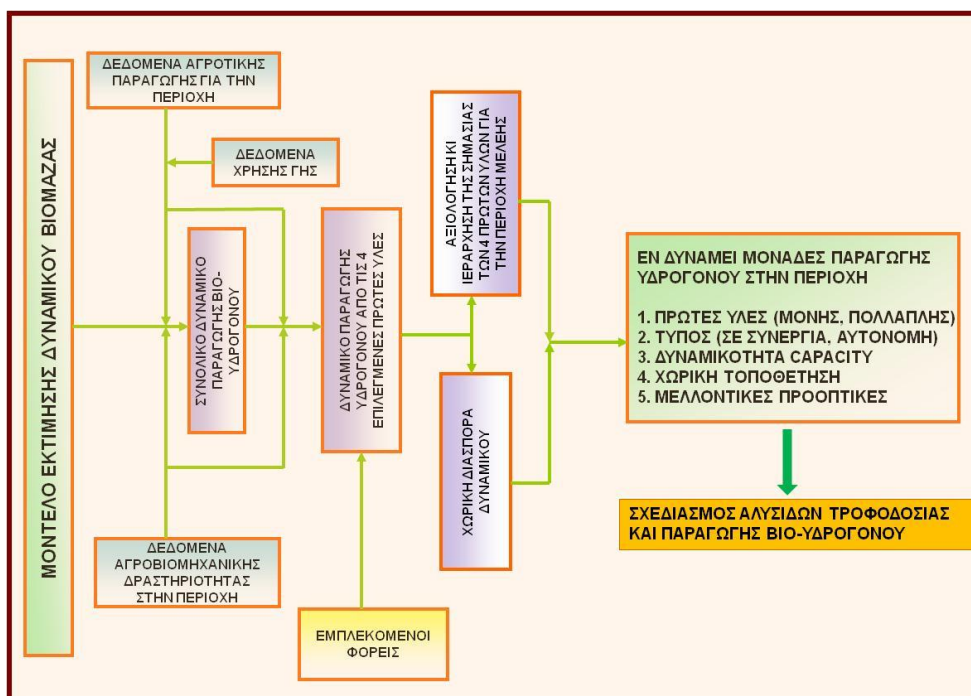 ΜΟΝΤΕΛΟ ΕΚΤΙΜΗΣΗΣ ΔΥΝΑΜΙΚΟΥ ΒΙΟΜΑΖΑΣ
ΔΕΔΟΜΕΝΑ ΑΓΡΟΤΙΚΗΣ
ΠΑΡΑΓΩΓΗΣ ΓΙΑ ΤΗΝ
ΠΕΡΙΟΧΗ
ΔΕΔΟΜΕΝΑ
ΧΡΗΣΗΣ ΓΗΣ
ΣΥΝΟΛΙΚΟ ΔΥΝΑΜΙΚΟ
ΠΑΡΑΓΩΓΗΣ ΒΙΟ-
ΥΔΡΟΓΟΝΟΥ
ΔΕΔΟΜΕΝΑ
ΑΓΡΟΒΙΟΜΗΧΑΝΙΚΗΣ
ΔΡΑΣΤΗΡΙΟΤΗΤΑΣ
ΣΤΗΝ ΠΕΡΙΟΧΗ
ΔΥΝΑΜΙΚΟ ΠΑΡΑΓΩΓΗΣ
ΥΔΡΟΓΟΝΟΥ ΑΠΟ ΤΙΣ 4
ΕΠΙΛΕΓΜΕΝΕΣ ΠΡΩΤΕΣ ΥΛΕΣ
ΕΜΠΛΕΚΟΜΕΝΟΙ
ΦΟΡΕΙΣ
ΑΞΙΟΛΟΓΗΣΗ ΚΙ
ΙΕΡΑΡΧΗΣΗ ΤΗΣ ΣΗΜΑΣΙΑΣ
ΤΩΝ 4 ΠΡΩΤΩΝ ΥΛΩΝ ΓΙΑ
ΤΗΝ ΠΕΡΙΟΧΗ ΜΕΛΕΗΣ
ΧΩΡΙΚΗ ΔΙΑΣΠΟΡΑ
ΔΥΝΑΜΙΚΟΥ
ΕΝ ΔΥΝΑΜΕΙ ΜΟΝΑΔΕΣ ΠΑΡΑΓΩΓΗΣ
ΥΔΡΟΓΟΝΟΥ ΣΤΗΝ ΠΕΡΙΟΧΗ
1. ΠΡΩΤΕΣ ΥΛΕΣ (ΜΟΝΗΣ, ΠΟΛΛΑΠΛΗΣ)
2. ΤΥΠΟΣ (ΣΕ ΣΥΝΕΡΓΙΑ, ΑΥΤΟΝΟΜΗ)
3. ΔΥΝΑΜΙΚΟΤΗΤΑ CAPACITY
4. ΧΩΡΙΚΗ ΤΟΠΟΘΕΤΗΣΗ
5. ΜΕΛΛΟΝΤΙΚΕΣ ΠΡΟΟΠΤΙΚΕΣ
ΣΧΕΔΙΑΣΜΟΣ ΑΛΥΣΙΔΩΝ ΤΡΟΦΟΔΟΣΙΑΣ
ΚΑΙ ΠΑΡΑΓΩΓΗΣ ΒΙΟ-ΥΔΡΟΓΟΝΟΥ